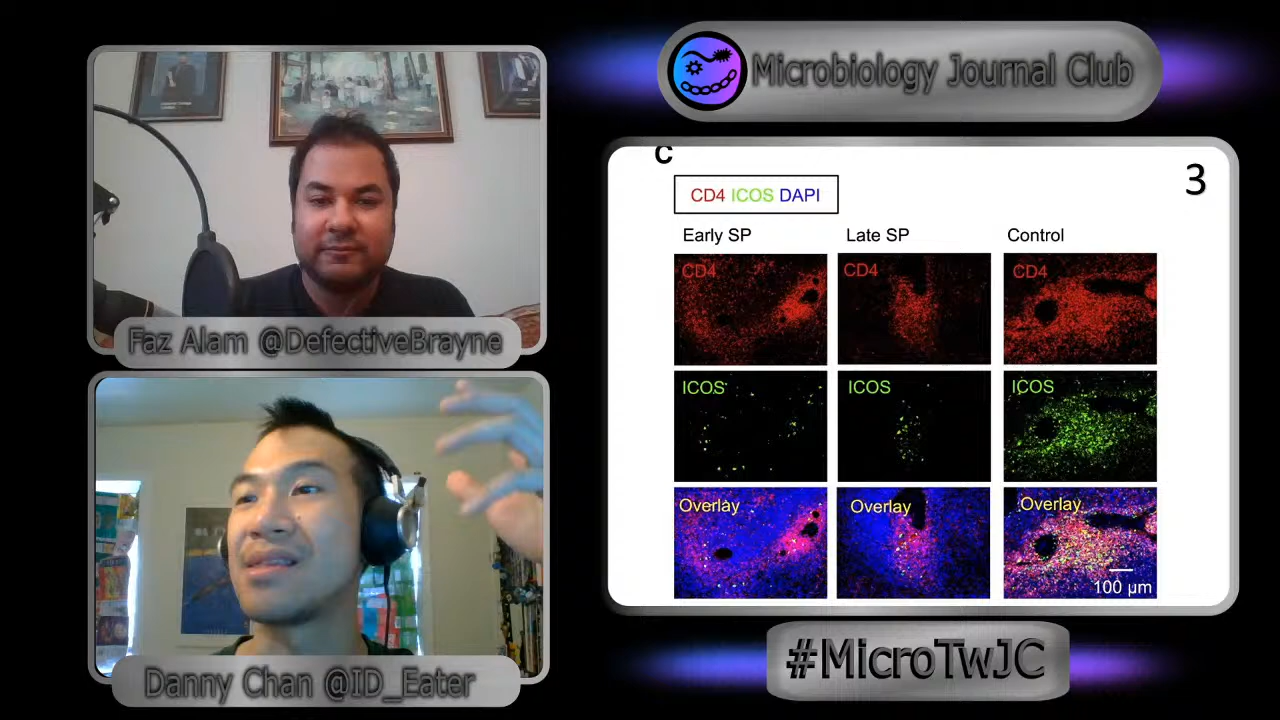 Microbiology Journal Club
Faz Alam @DefectiveBrayne
Danny Chan @ID_Eater
C
3
CD4 ICOS DAPI
Early SP Late SP Control
CD4 CD4 CD4
ICOS ICOS ICOS
Overlay Overlay Overlay
100 µm
#MicroTwJC